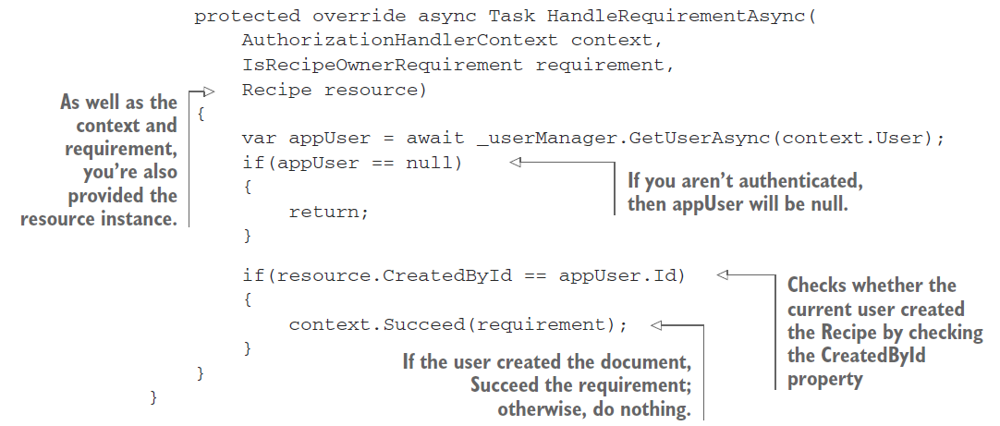 protected override async Task HandleRequirementAsync(
AuthorizationHandlerContext context,
IsRecipeOwnerRequirement requirement,
Recipe resource)
As well as the
context and
requirement,
you're also
provided the
resource instance.
{
var appUser = await _userManager.GetUserAsync(context.User);
if(appUser == null)
If you aren't authenticated,
then appUser will be null.
{
return;
}
if(resource.CreatedById == appUser.Id)
Checks whether the
current user created
the Recipe by checking
the CreatedById
property
{
context.Succeed(requirement);
If the user created the document,
Succeed the requirement;
otherwise, do nothing.
}
}
}